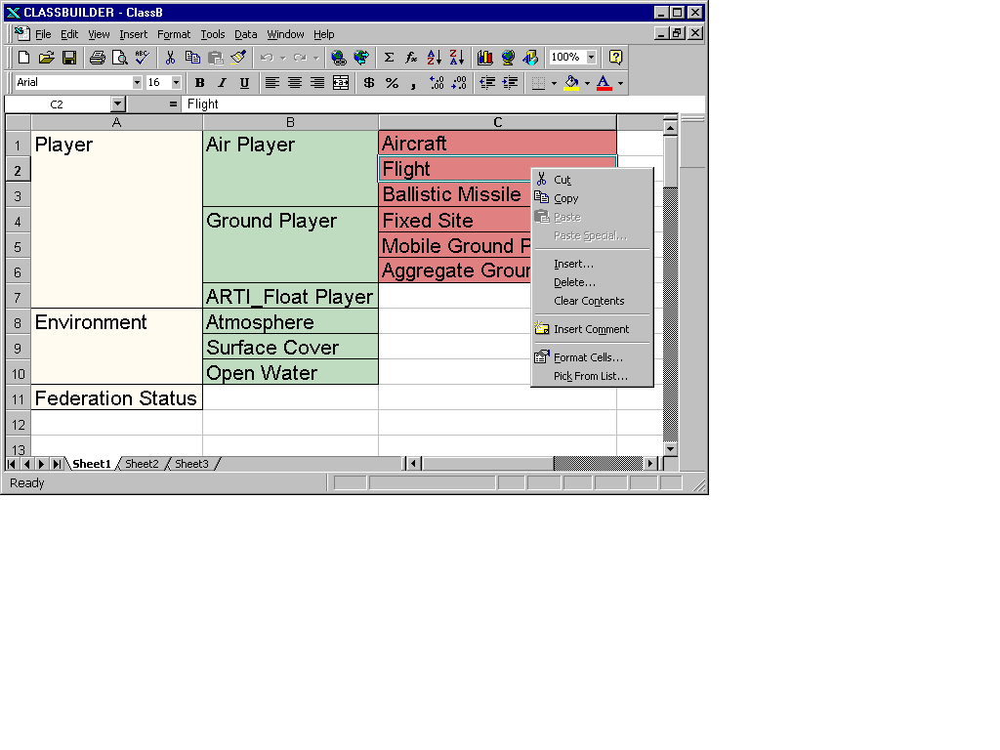 CLASSBUILDER - ClassB
File Edit View Insert Format Tools Data Window Help
100%
Arial 16 B I U $ % ,
C2 = Flight
A B C
1 Player Air Player Aircraft
2 Flight
3 Ballistic Missile
4 Ground Player Fixed Site
5 Mobile Ground P
6 Aggregate Groun
7 ARTI_Float Player
8 Environment Atmosphere
9 Surface Cover
10 Open Water
11 Federation Status
12
13
Cut
Copy
Paste
Paste Special...
Insert...
Delete...
Clear Contents
Insert Comment
Format Cells...
Pick From List...
Sheet1 Sheet2 Sheet3
Ready